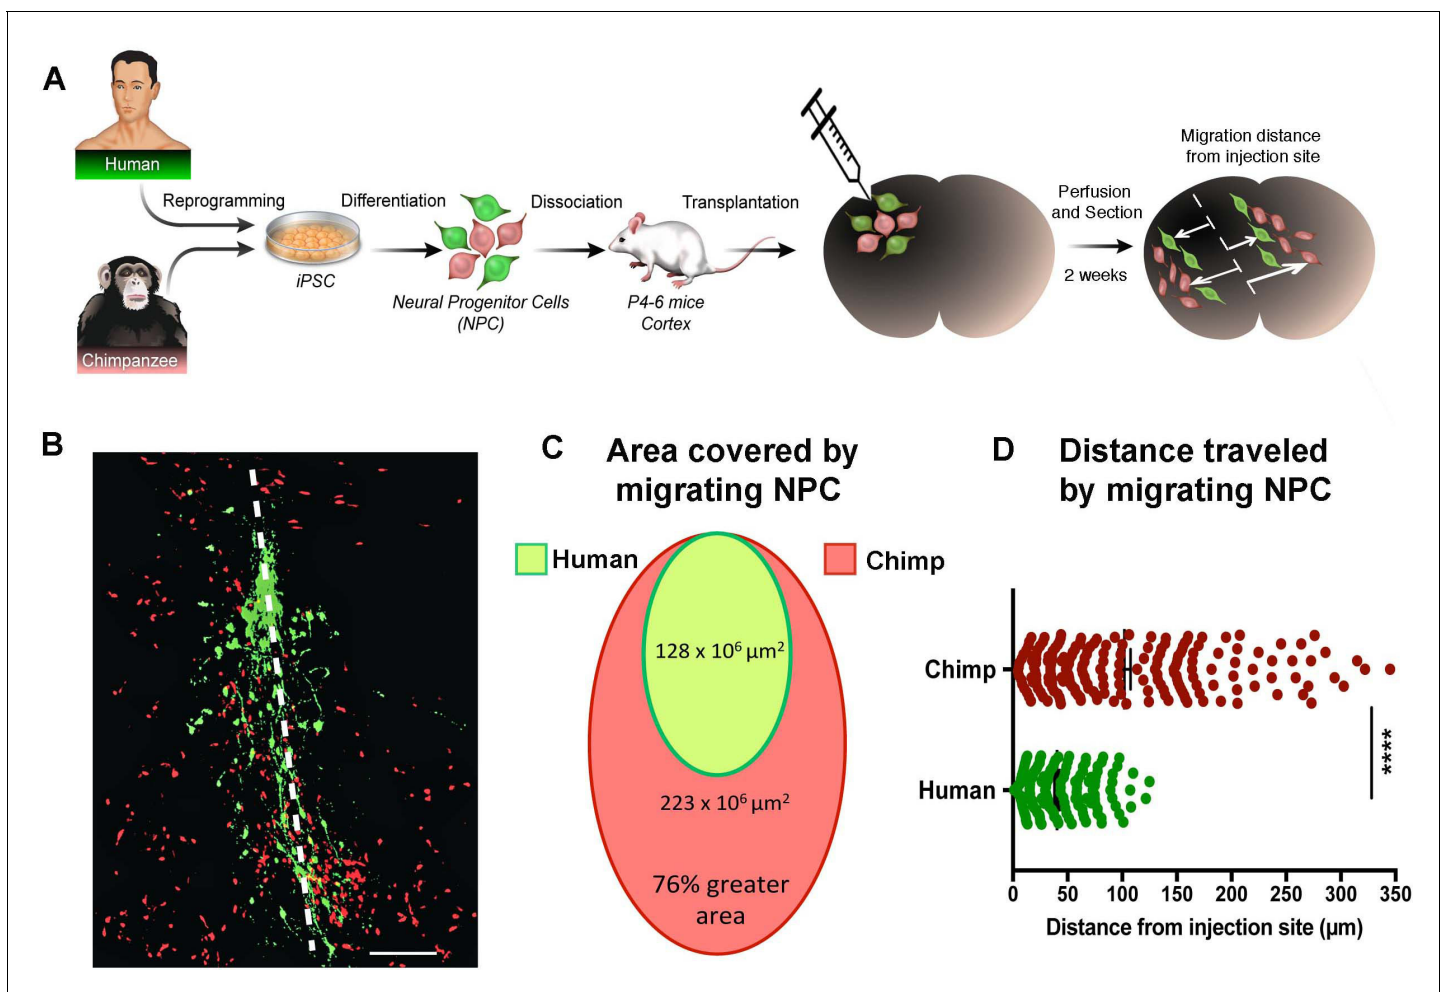 A
Human
Chimpanzee
Reprogramming
iPSC
Differentiation
Neural Progenitor Cells
(NPC)
Dissociation
P4-6 mice
Cortex
Transplantation
Perfusion
and Section
2 weeks
Migration distance
from injection site
B
C
Area covered by
migrating NPC
Human
Chimp
128 x 10⁶ µm²
223 x 10⁶ µm²
76% greater
area
D
Distance traveled
by migrating NPC
Chimp
Human
****
0 50 100 150 200 250 300 350
Distance from injection site (µm)